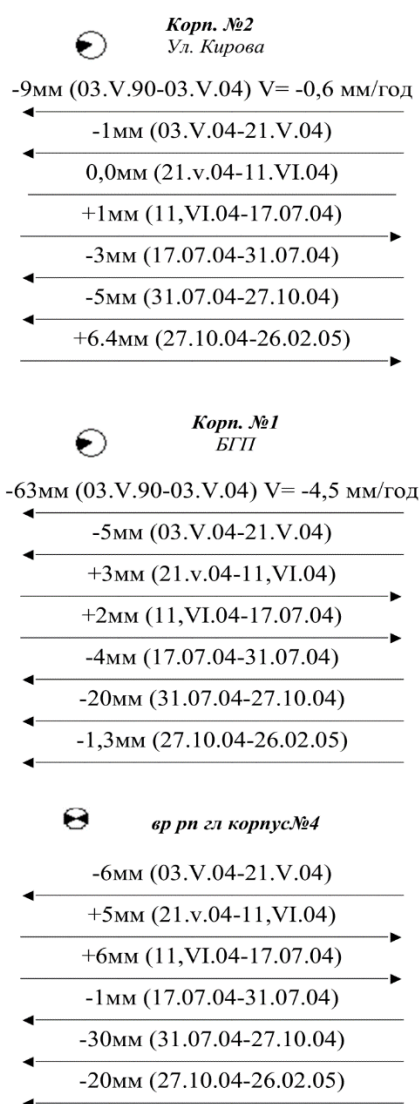 Корп. №2
Ул. Кирова
-9мм (03.V.90-03.V.04) V= -0,6 мм/год
-1мм (03.V.04-21.V.04)
0,0мм (21.v.04-11.VI.04)
+1мм (11,VI.04-17.07.04)
-3мм (17.07.04-31.07.04)
-5мм (31.07.04-27.10.04)
+6.4мм (27.10.04-26.02.05)
Корп. №1
БГП
-63мм (03.V.90-03.V.04) V= -4,5 мм/год
-5мм (03.V.04-21.V.04)
+3мм (21.v.04-11,VI.04)
+2мм (11,VI.04-17.07.04)
-4мм (17.07.04-31.07.04)
-20мм (31.07.04-27.10.04)
-1,3мм (27.10.04-26.02.05)
вр рп гл корпус№4
-6мм (03.V.04-21.V.04)
+5мм (21.v.04-11,VI.04)
+6мм (11,VI.04-17.07.04)
-1мм (17.07.04-31.07.04)
-30мм (31.07.04-27.10.04)
-20мм (27.10.04-26.02.05)